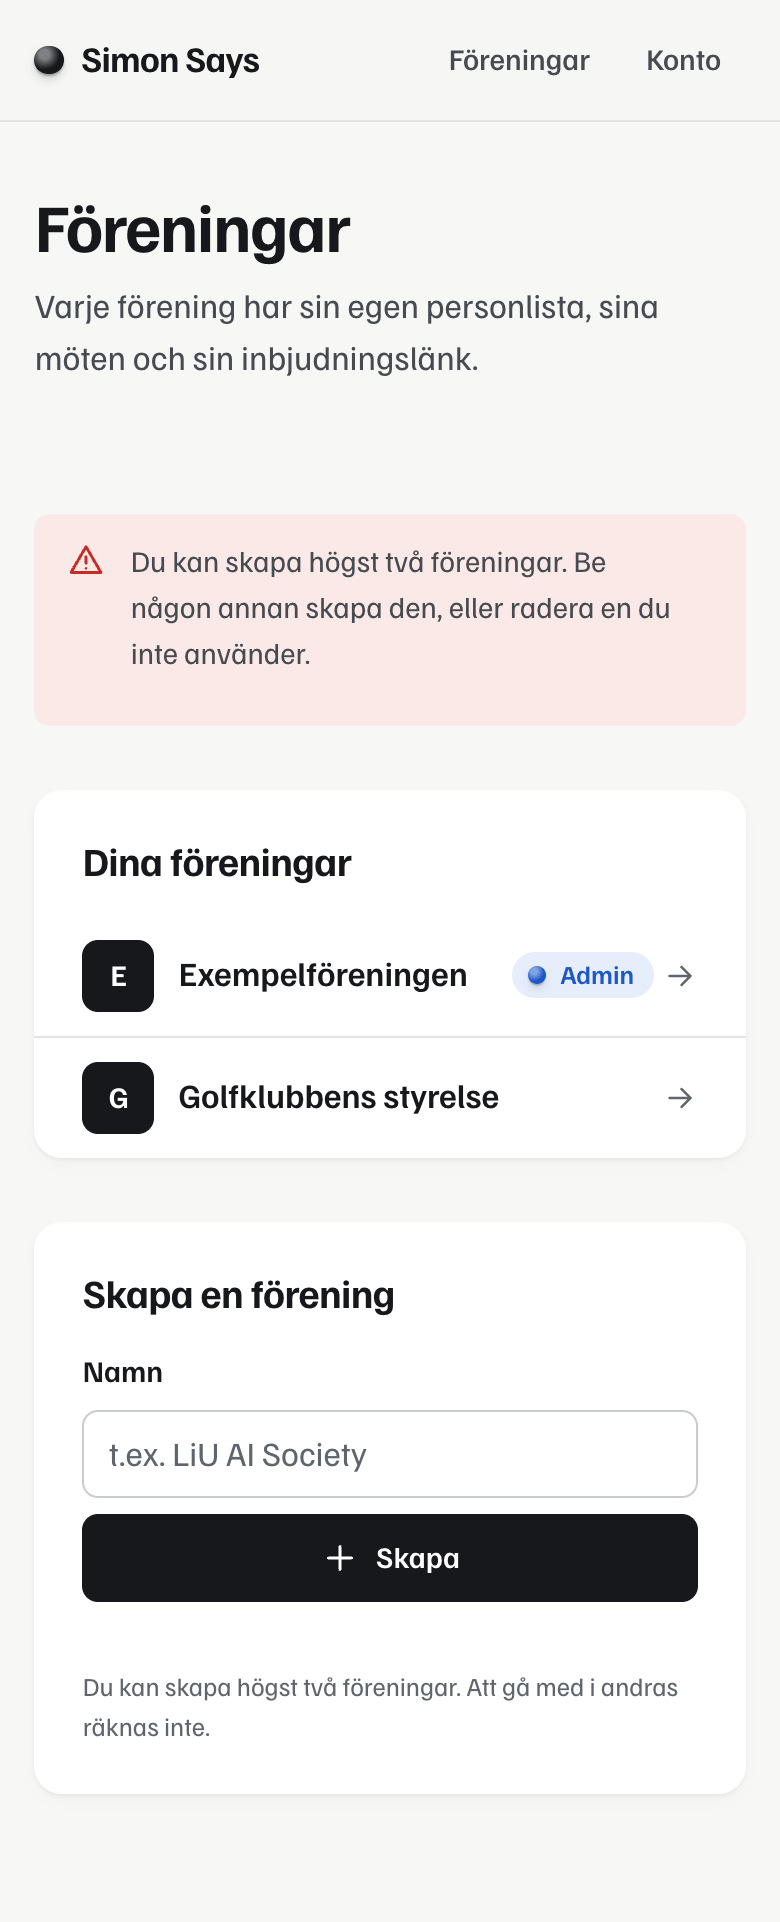 Simon Says
Föreningar
Konto
Föreningar
Varje förening har sin egen personlista, sina
möten och sin inbjudningslänk.
Du kan skapa högst två föreningar. Be
någon annan skapa den, eller radera en du
inte använder.
Dina föreningar
E
Exempelföreningen
Admin
G
Golfklubbens styrelse
Skapa en förening
Namn
t.ex. LiU AI Society
Skapa
Du kan skapa högst två föreningar. Att gå med i andras
räknas inte.